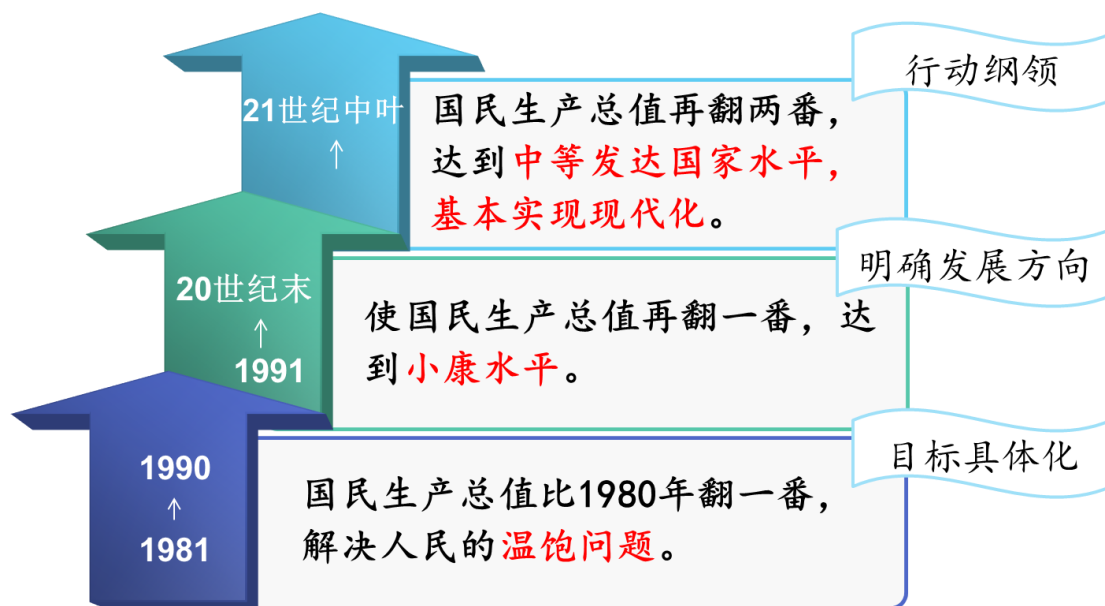 行动纲领
21世纪中叶
↑
国民生产总值再翻两番，
达到中等发达国家水平，
基本实现现代化。
明确发展方向
20世纪末
↑
1991
使国民生产总值再翻一番，达
到小康水平。
目标具体化
1990
↑
1981
国民生产总值比1980年翻一番，
解决人民的温饱问题。